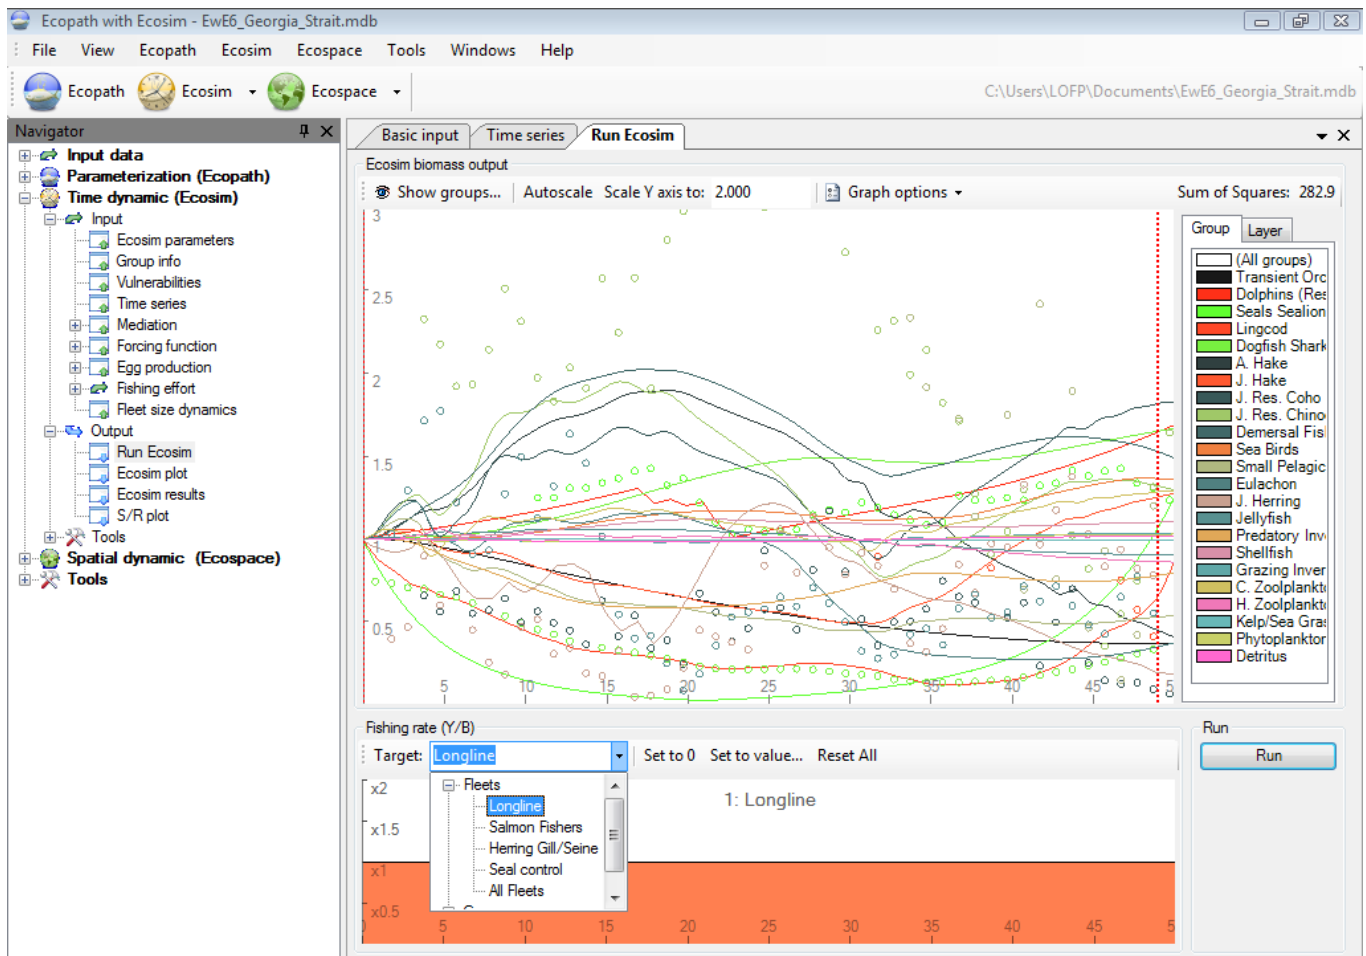 Ecopath with Ecosim - EwE6_Georgia_Strait.mdb
File View Ecopath Ecosim Ecospace Tools Windows Help
Ecopath Ecosim Ecospace C:\Users\LOFP\Documents\EwE6_Georgia_Strait.mdb
Navigator
Input data
Parameterization (Ecopath)
Time dynamic (Ecosim)
Input
Ecosim parameters
Group info
Vulnerabilities
Time series
Mediation
Forcing function
Egg production
Fishing effort
Fleet size dynamics
Output
Run Ecosim
Ecosim plot
Ecosim results
S/R plot
Tools
Spatial dynamic (Ecospace)
Tools
Basic input Time series Run Ecosim
Ecosim biomass output
Show groups... Autoscale Scale Y axis to: 2.000 Graph options Sum of Squares: 282.9
3
2.5
2
1.5
1
0.5
5 10 15 20 25 30 35 40 45 5
Group Layer
(All groups)
Transient Orc
Dolphins (Res
Seals Sealion
Lingcod
Dogfish Shark
A. Hake
J. Hake
J. Res. Coho
J. Res. Chino
Demersal Fis
Sea Birds
Small Pelagic
Eulachon
J. Herring
Jellyfish
Predatory Inv
Shellfish
Grazing Inver
C. Zoolplankt
H. Zoolplankt
Kelp/Sea Gras
Phytoplankton
Detritus
Fishing rate (Y/B)
Target: Longline Set to 0 Set to value... Reset All
Fleets
Longline
Salmon Fishers
Herring Gill/Seine
Seal control
All Fleets
1: Longline
x2
x1.5
x1
x0.5
5 10 15 20 25 30 35 40 45 5
Run
Run